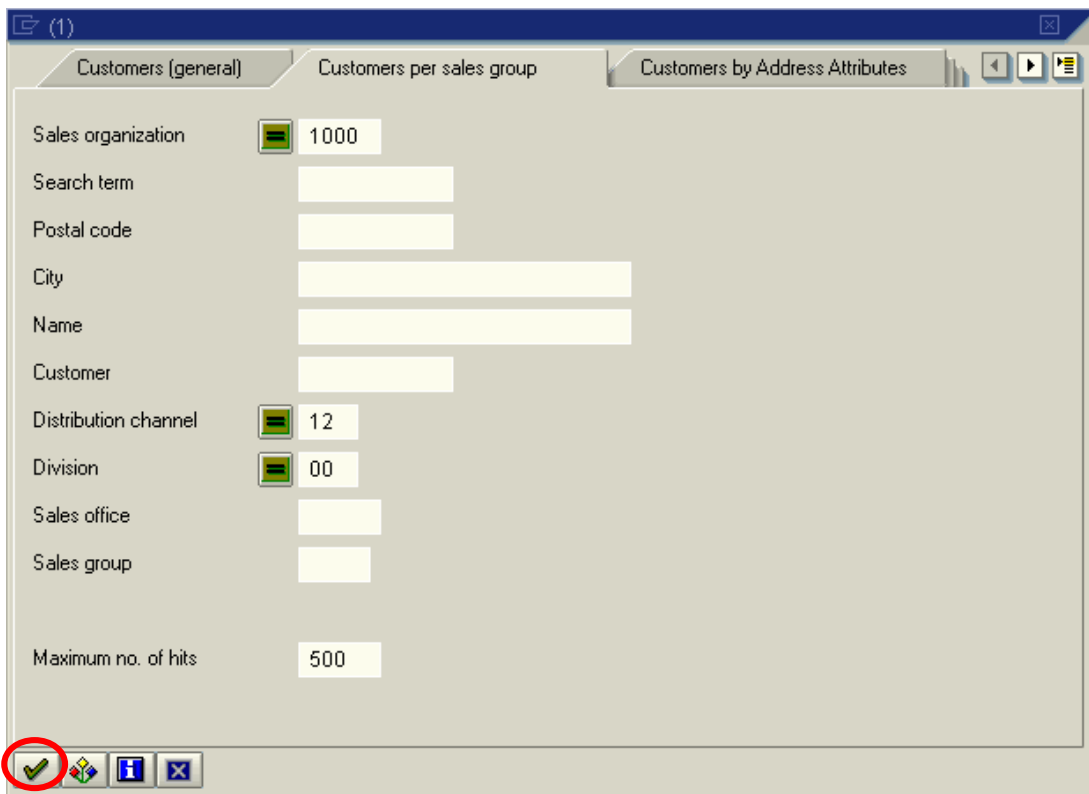 (1)
Customers (general) Customers per sales group Customers by Address Attributes
Sales organization = 1000
Search term
Postal code
City
Name
Customer
Distribution channel = 12
Division = 00
Sales office
Sales group
Maximum no. of hits 500